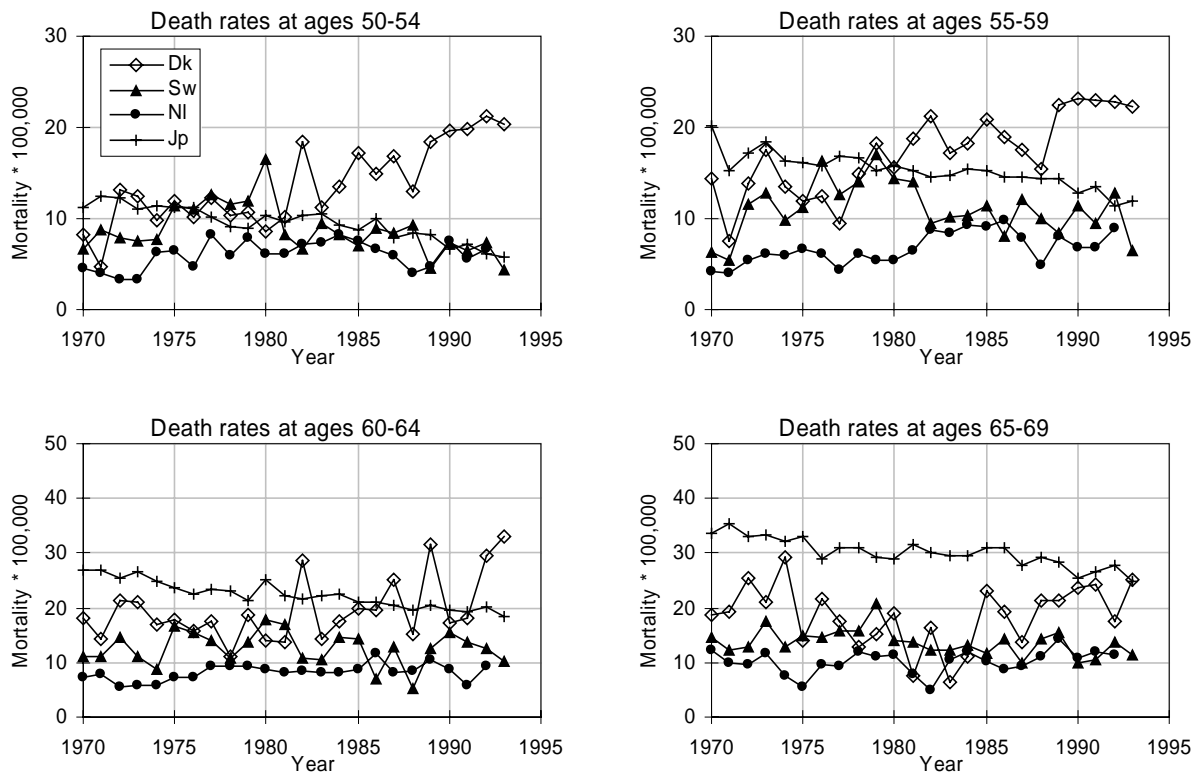 Death rates at ages 50-54
30
20
10
0
Mortality * 100,000
Dk
Sw
Nl
Jp
1970 1975 1980 1985 1990 1995
Year
Death rates at ages 55-59
30
20
10
0
Mortality * 100,000
1970 1975 1980 1985 1990 1995
Year
Death rates at ages 60-64
50
40
30
20
10
0
Mortality * 100,000
1970 1975 1980 1985 1990 1995
Year
Death rates at ages 65-69
50
40
30
20
10
0
Mortality * 100,000
1970 1975 1980 1985 1990 1995
Year